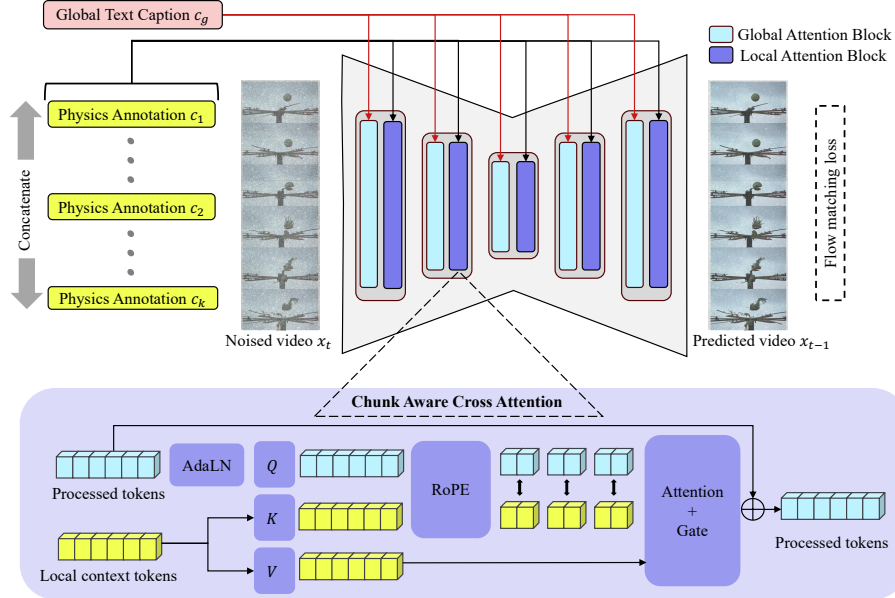 Global Text Caption c_g
Global Attention Block
Local Attention Block
Concatenate
Physics Annotation c_1
Physics Annotation c_2
Physics Annotation c_k
Noised video x_t
Predicted video x_{t-1}
Flow matching loss
Chunk Aware Cross Attention
Processed tokens
AdaLN
Q
K
V
RoPE
Attention
+
Gate
Local context tokens
Processed tokens